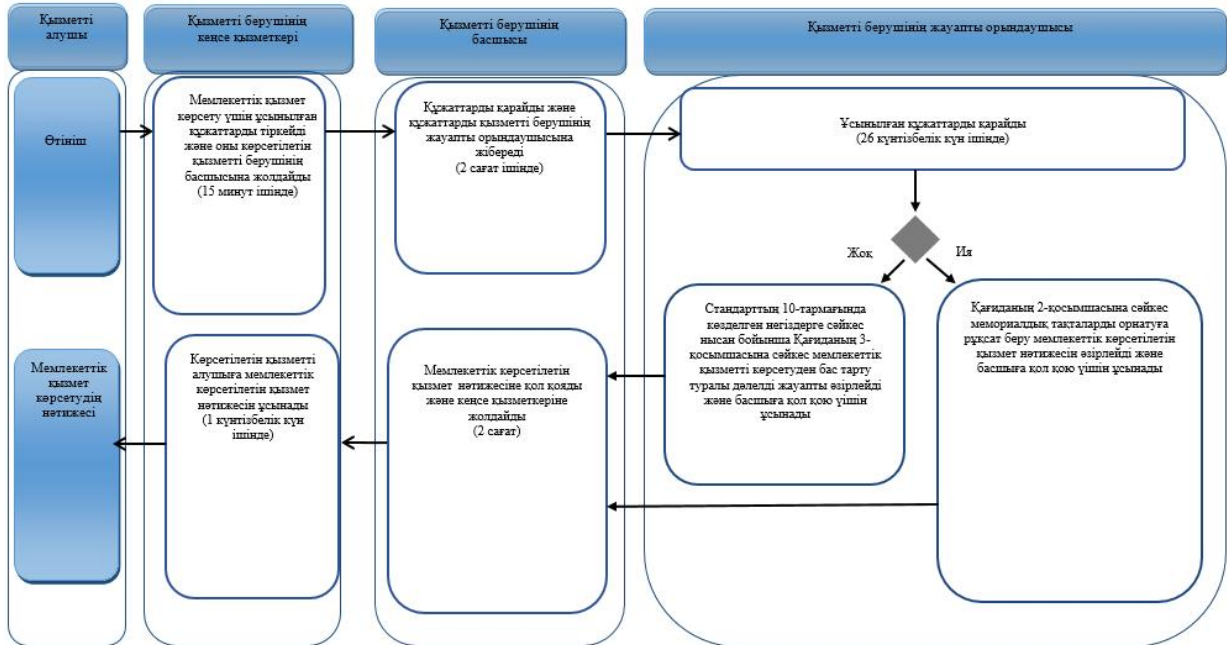 Қызметті
алушы
Қызметті берушінің
кеңсе қызметкері
Қызметті берушінің
басшысы
Қызметті берушінің жауапты орындаушысы
Өтініш
Мемлекеттік қызмет
көрсету үшін ұсынылған
құжаттарды тіркейді
және оны көрсетілетін
қызметті берушінің
басшысына жолдайды
(15 минут ішінде)
Құжаттарды қарайды және
құжаттарды қызметті берушінің
жауапты орындаушысына
жібереді
(2 сағат ішінде)
Ұсынылған құжаттарды қарайды
(26 күнтізбелік күн ішінде)
Жоқ
Ия
Стандарттың 10-тармағында
көзделген негіздерге сәйкес
нысан бойынша Қағиданың 3-
қосымшасына сәйкес мемлекеттік
қызметті көрсетуден бас тарту
туралы дәлелді жауапты әзірлейді
және басшыға қол қою үішін
ұсынады
Қағиданың 2-қосымшасына сәйкес
мемориалдық тақталарды орнатуға
рұқсат беру мемлекеттік көрсетілетін
қызмет нәтижесін әзірлейді және
басшыға қол қою үішін ұсынады
Мемлекеттік көрсетілетін
қызмет нәтижесіне қол қояды
және кеңсе қызметкеріне
жолдайды
(2 сағат)
Көрсетілетін қызметті
алушыға мемлекеттік
көрсетілетін қызмет
нәтижесін ұсынады
(1 күнтізбелік күн
ішінде)
Мемлекеттік
қызмет
көрсетудің
нәтижесі